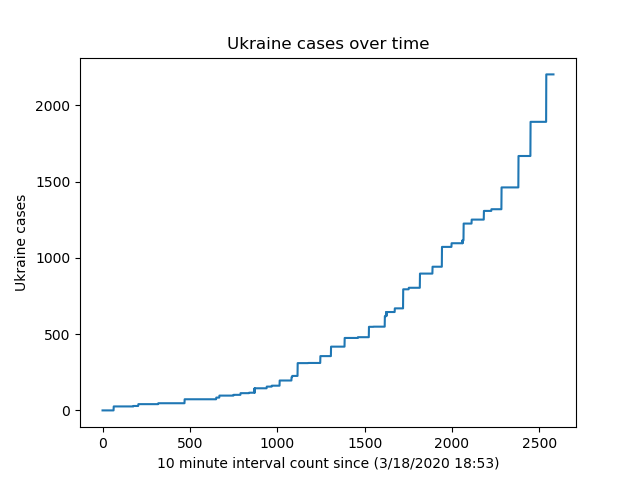 Ukraine cases over time
Ukraine cases
2000
1500
1000
500
0
0 500 1000 1500 2000 2500
10 minute interval count since (3/18/2020 18:53)